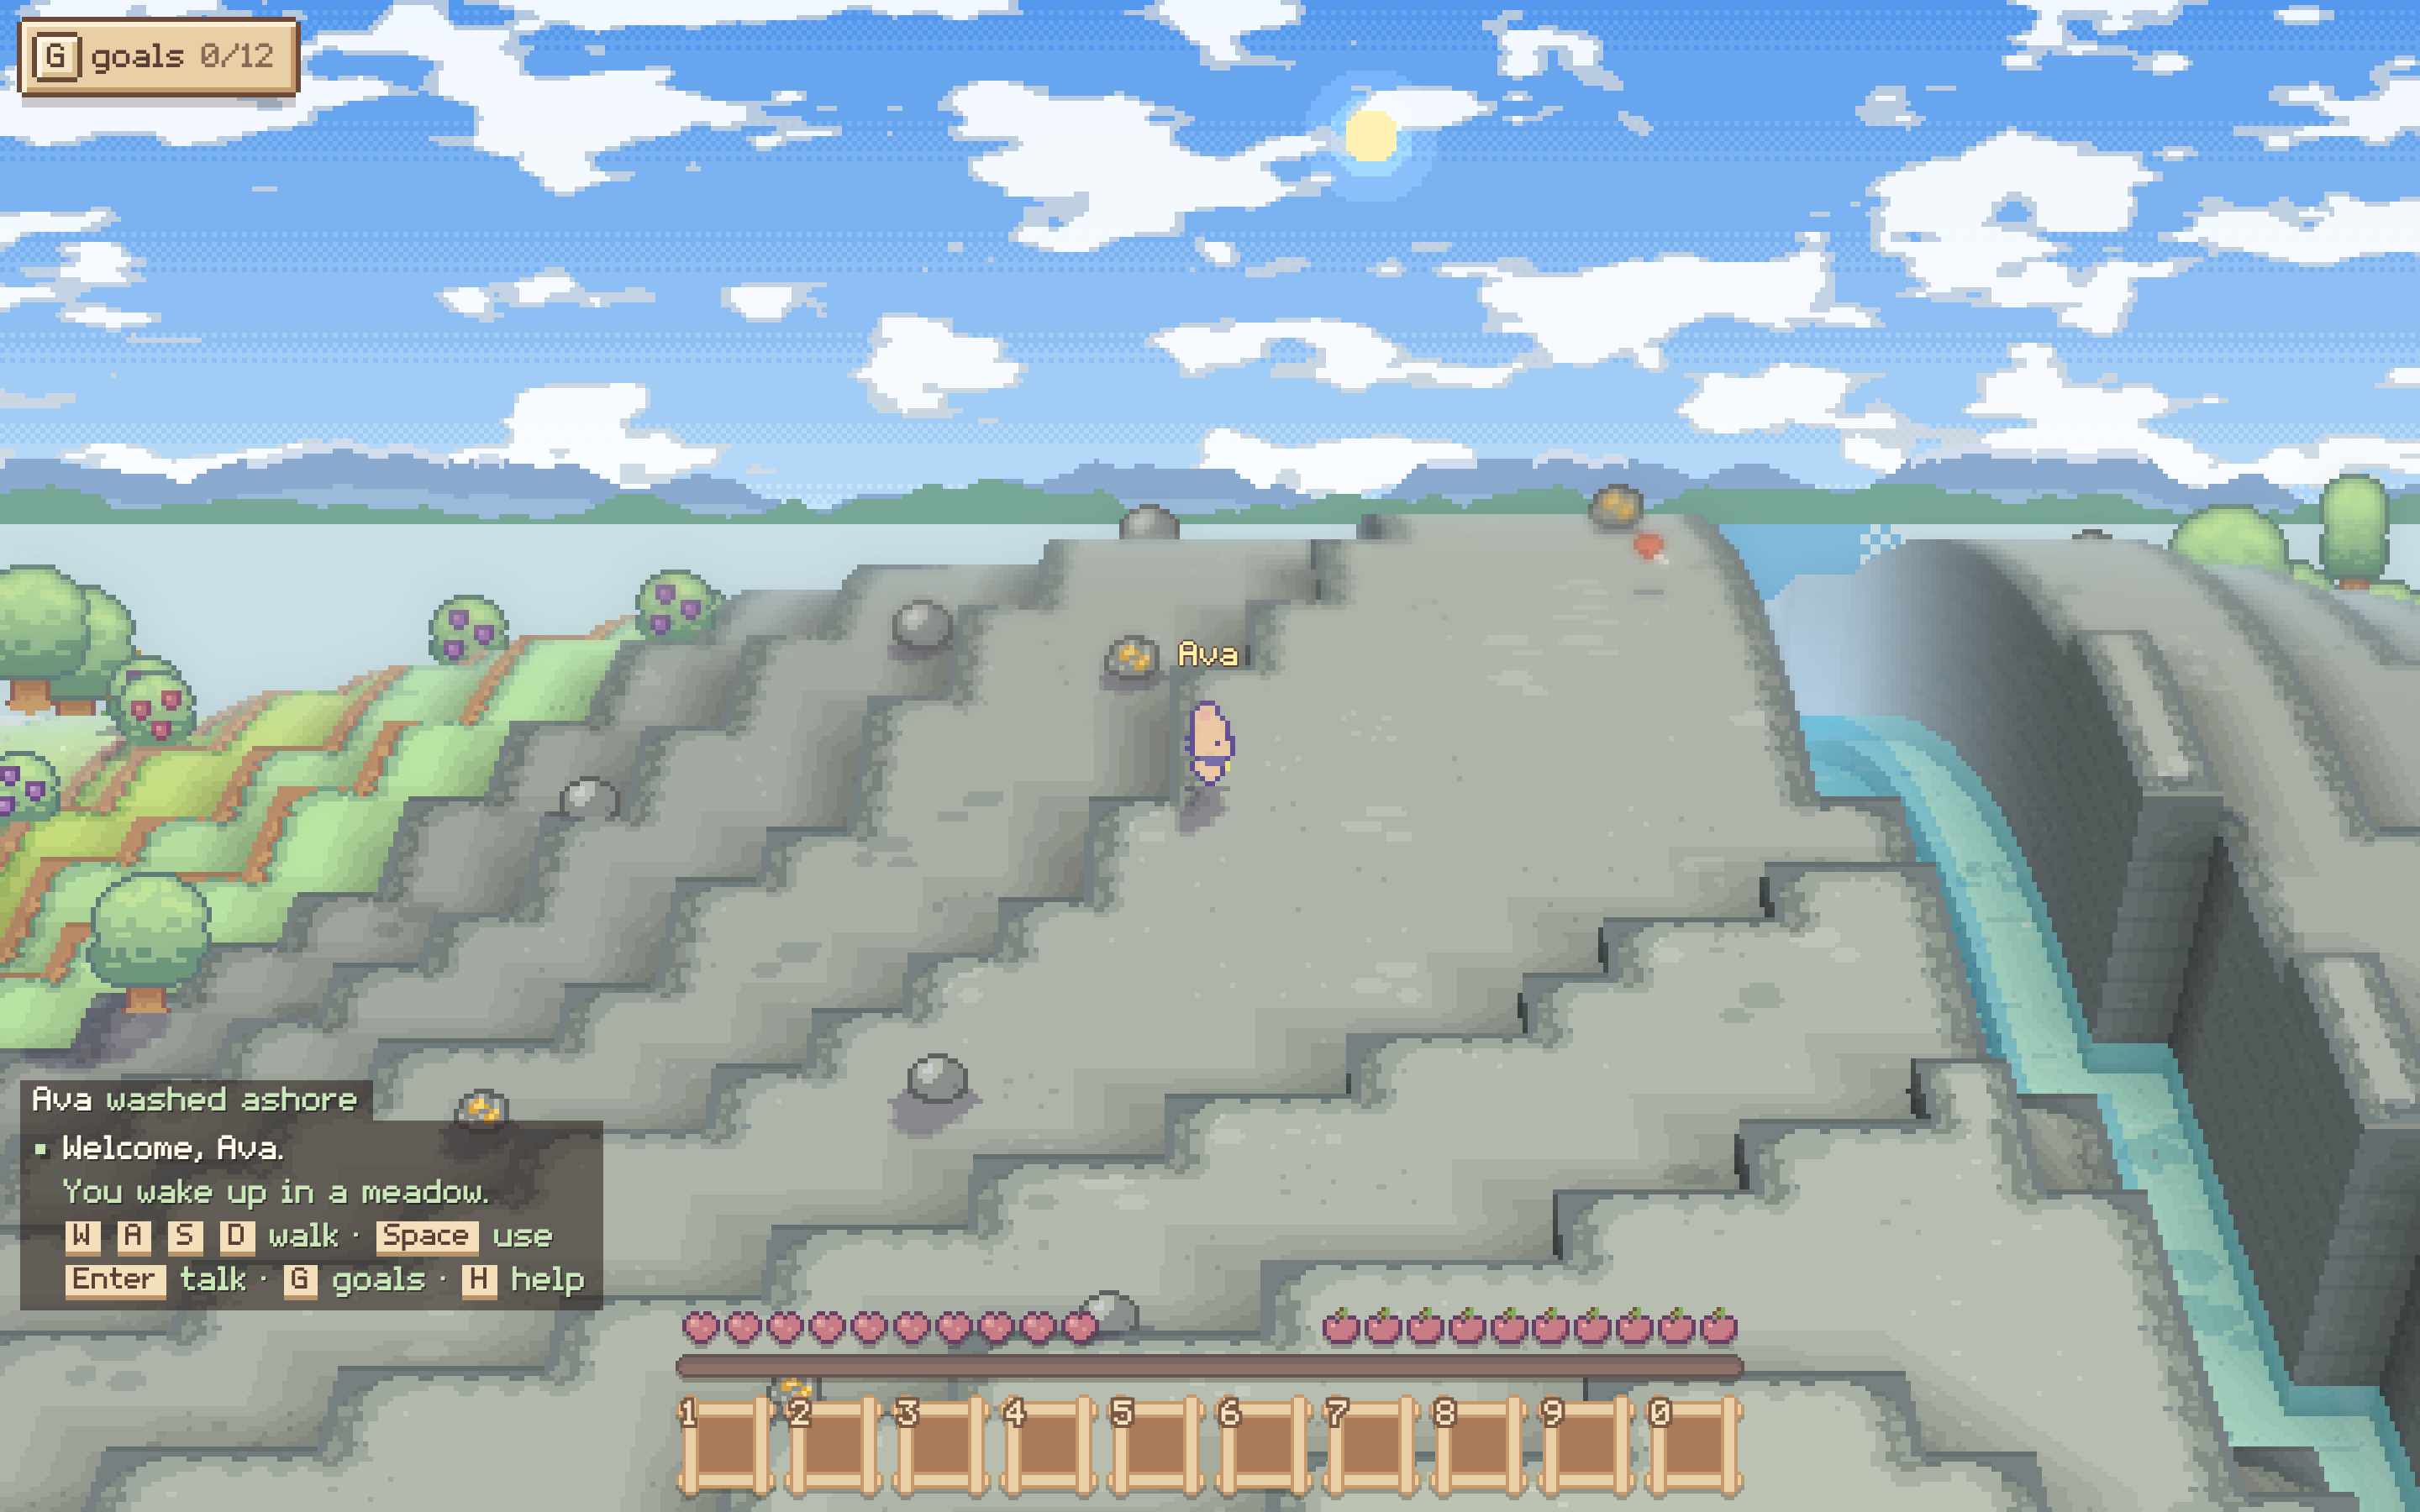 G goals 0/12
Ava
Ava washed ashore
Welcome, Ava.
You wake up in a meadow.
W A S D walk · Space use
Enter talk · G goals · H help
1 2 3 4 5 6 7 8 9 0